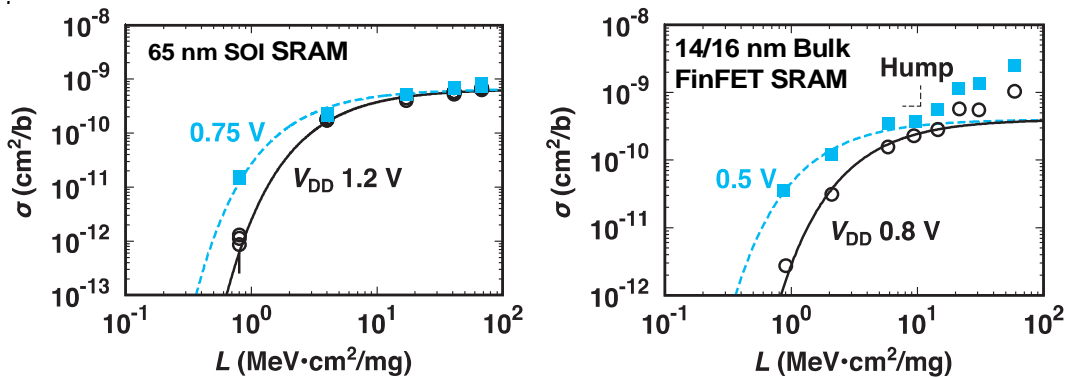 10⁻⁸
10⁻⁹
10⁻¹⁰
10⁻¹¹
10⁻¹²
10⁻¹³
σ (cm²/b)
65 nm SOI SRAM
0.75 V
V_DD 1.2 V
10⁻¹ 10⁰ 10¹ 10²
L (MeV·cm²/mg)
10⁻⁸
10⁻⁹
10⁻¹⁰
10⁻¹¹
10⁻¹²
σ (cm²/b)
14/16 nm Bulk
FinFET SRAM
Hump
0.5 V
V_DD 0.8 V
10⁻¹ 10⁰ 10¹ 10²
L (MeV·cm²/mg)